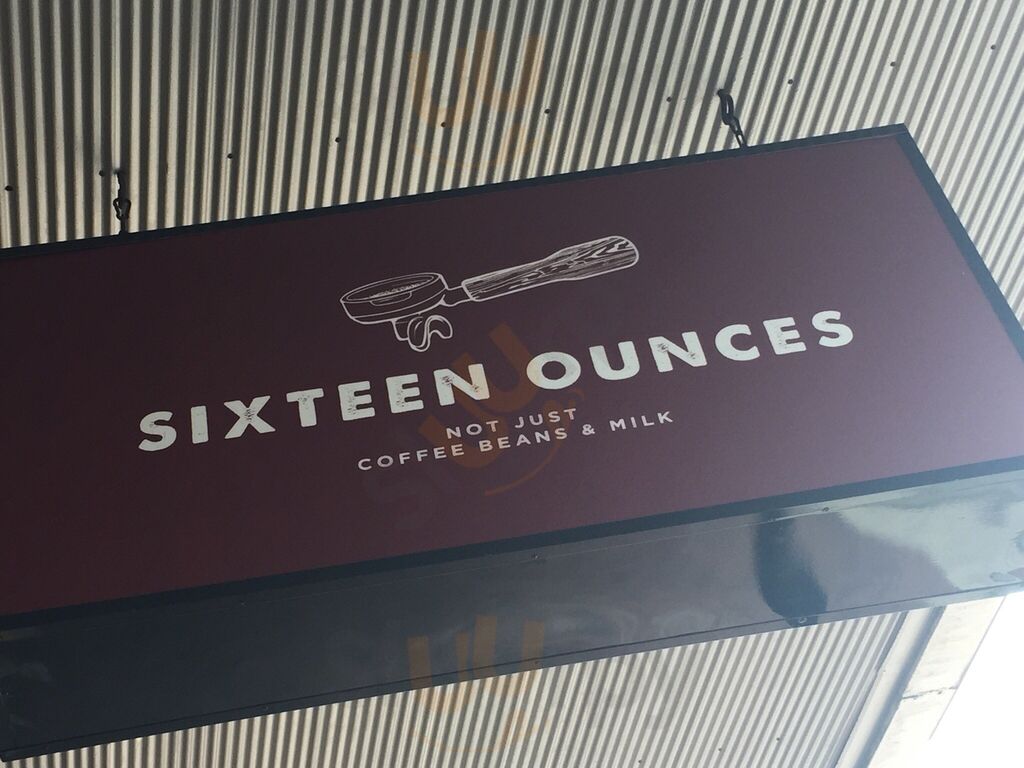 SIXTEEN OUNCES
NOT JUST
COFFEE BEANS & MILK